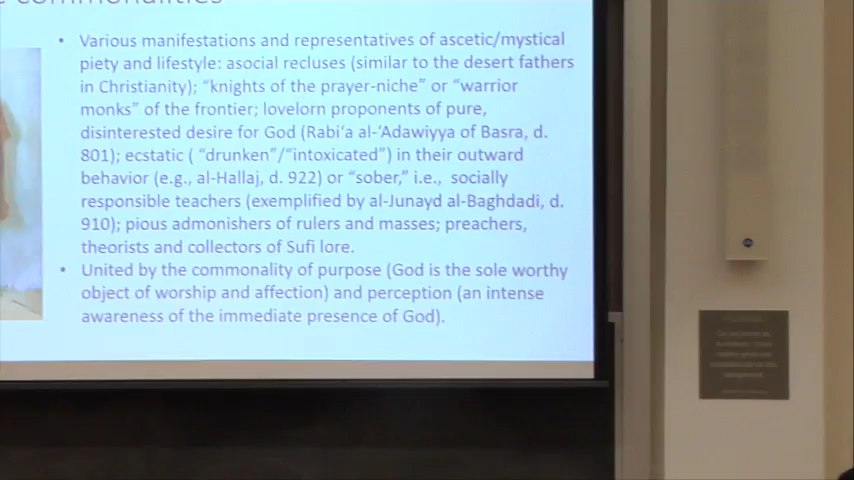 commonalities
• Various manifestations and representatives of ascetic/mystical
piety and lifestyle: asocial recluses (similar to the desert fathers
in Christianity); “knights of the prayer-niche” or “warrior
monks” of the frontier; lovelorn proponents of pure,
disinterested desire for God (Rabi‘a al-‘Adawiyya of Basra, d.
801); ecstatic ( “drunken”/“intoxicated”) in their outward
behavior (e.g., al-Hallaj, d. 922) or “sober,” i.e., socially
responsible teachers (exemplified by al-Junayd al-Baghdadi, d.
910); pious admonishers of rulers and masses; preachers,
theorists and collectors of Sufi lore.
• United by the commonality of purpose (God is the sole worthy
object of worship and affection) and perception (an intense
awareness of the immediate presence of God).